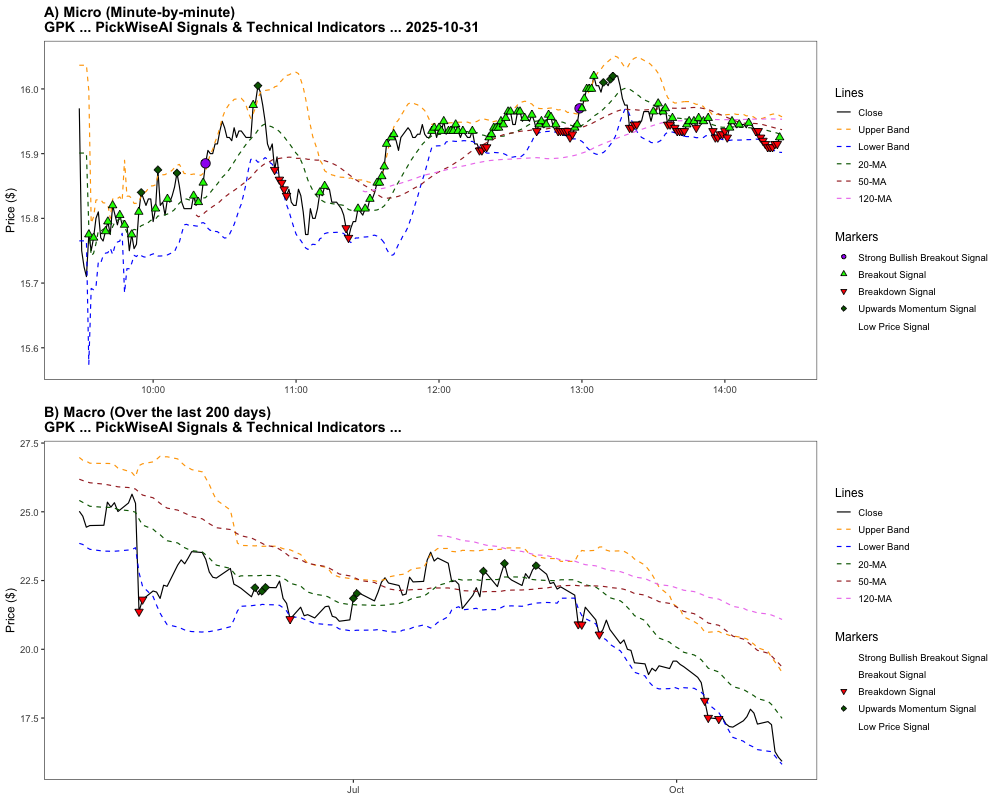 A) Micro (Minute-by-minute)
GPK ... PickWiseAI Signals & Technical Indicators ... 2025-10-31
Price ($)
16.0
15.9
15.8
15.7
15.6
10:00
11:00
12:00
13:00
14:00
Lines
Close
Upper Band
Lower Band
20-MA
50-MA
120-MA
Markers
Strong Bullish Breakout Signal
Breakout Signal
Breakdown Signal
Upwards Momentum Signal
Low Price Signal
B) Macro (Over the last 200 days)
GPK ... PickWiseAI Signals & Technical Indicators ...
Price ($)
27.5
25.0
22.5
20.0
17.5
Jul
Oct
Lines
Close
Upper Band
Lower Band
20-MA
50-MA
120-MA
Markers
Strong Bullish Breakout Signal
Breakout Signal
Breakdown Signal
Upwards Momentum Signal
Low Price Signal